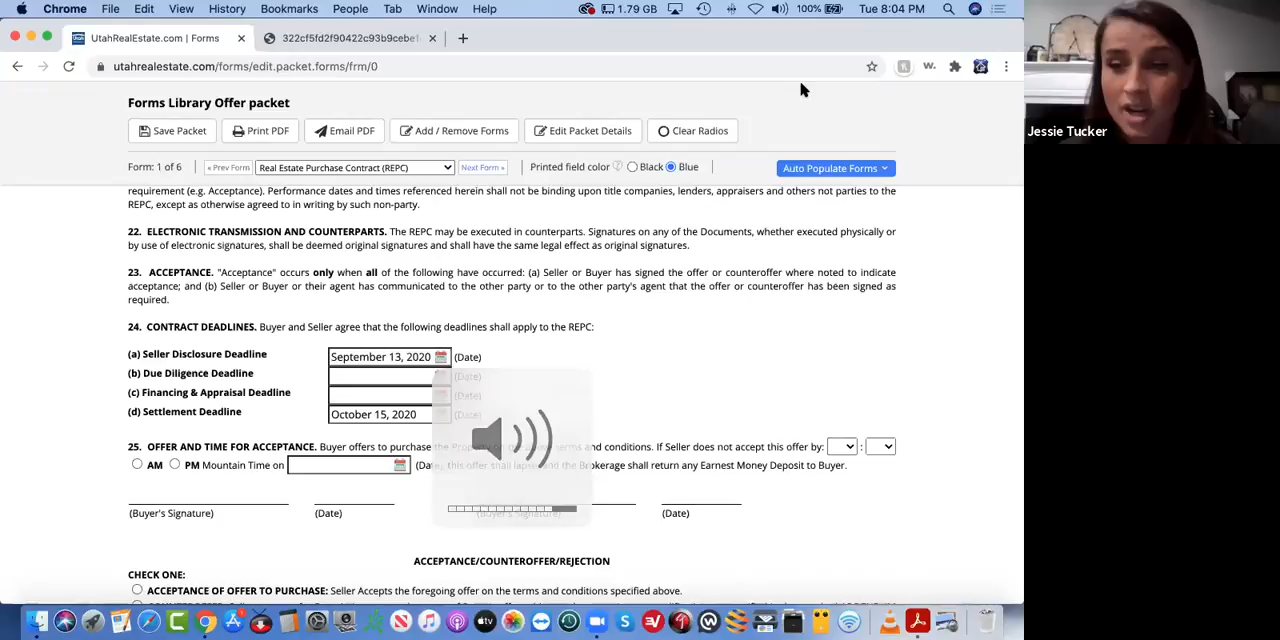 Chrome File Edit View History Bookmarks People Tab Window Help 1.79 GB 100% Tue 8:04 PM
UtahRealEstate.com | Forms 322cf5fd2f90422c93b9cebe1
utahrealestate.com/forms/edit.packet.forms/frm/0
Jessie Tucker
Forms Library Offer packet
Save Packet Print PDF Email PDF Add / Remove Forms Edit Packet Details Clear Radios
Form: 1 of 6 « Prev Form Real Estate Purchase Contract (REPC) Next Form » Printed field color Black Blue Auto Populate Forms
requirement (e.g. Acceptance). Performance dates and times referenced herein shall not be binding upon title companies, lenders, appraisers and others not parties to the
REPC, except as otherwise agreed to in writing by such non-party.
22. ELECTRONIC TRANSMISSION AND COUNTERPARTS. The REPC may be executed in counterparts. Signatures on any of the Documents, whether executed physically or
by use of electronic signatures, shall be deemed original signatures and shall have the same legal effect as original signatures.
23. ACCEPTANCE. "Acceptance" occurs only when all of the following have occurred: (a) Seller or Buyer has signed the offer or counteroffer where noted to indicate
acceptance; and (b) Seller or Buyer or their agent has communicated to the other party or to the other party's agent that the offer or counteroffer has been signed as
required.
24. CONTRACT DEADLINES. Buyer and Seller agree that the following deadlines shall apply to the REPC:
(a) Seller Disclosure Deadline September 13, 2020 (Date)
(b) Due Diligence Deadline (Date)
(c) Financing & Appraisal Deadline (Date)
(d) Settlement Deadline October 15, 2020 (Date)
25. OFFER AND TIME FOR ACCEPTANCE. Buyer offers to purchase the Property on the above terms and conditions. If Seller does not accept this offer by: :
AM PM Mountain Time on (Date), this offer shall lapse and the Brokerage shall return any Earnest Money Deposit to Buyer.
(Buyer's Signature) (Date) (Buyer's Signature) (Date)
ACCEPTANCE/COUNTEROFFER/REJECTION
CHECK ONE:
ACCEPTANCE OF OFFER TO PURCHASE: Seller Accepts the foregoing offer on the terms and conditions specified above.